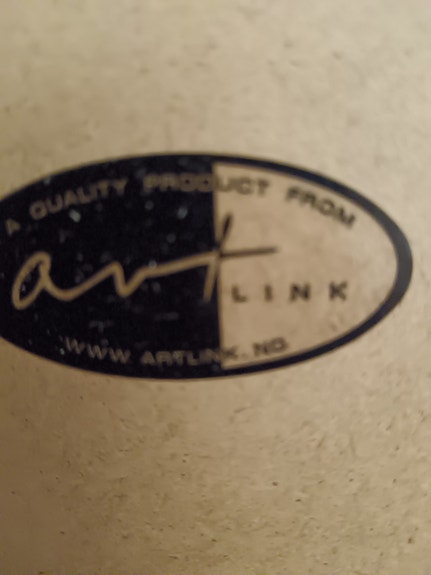 A QUALITY PRODUCT FROM
art
LINK
WWW.ARTLINK.NO